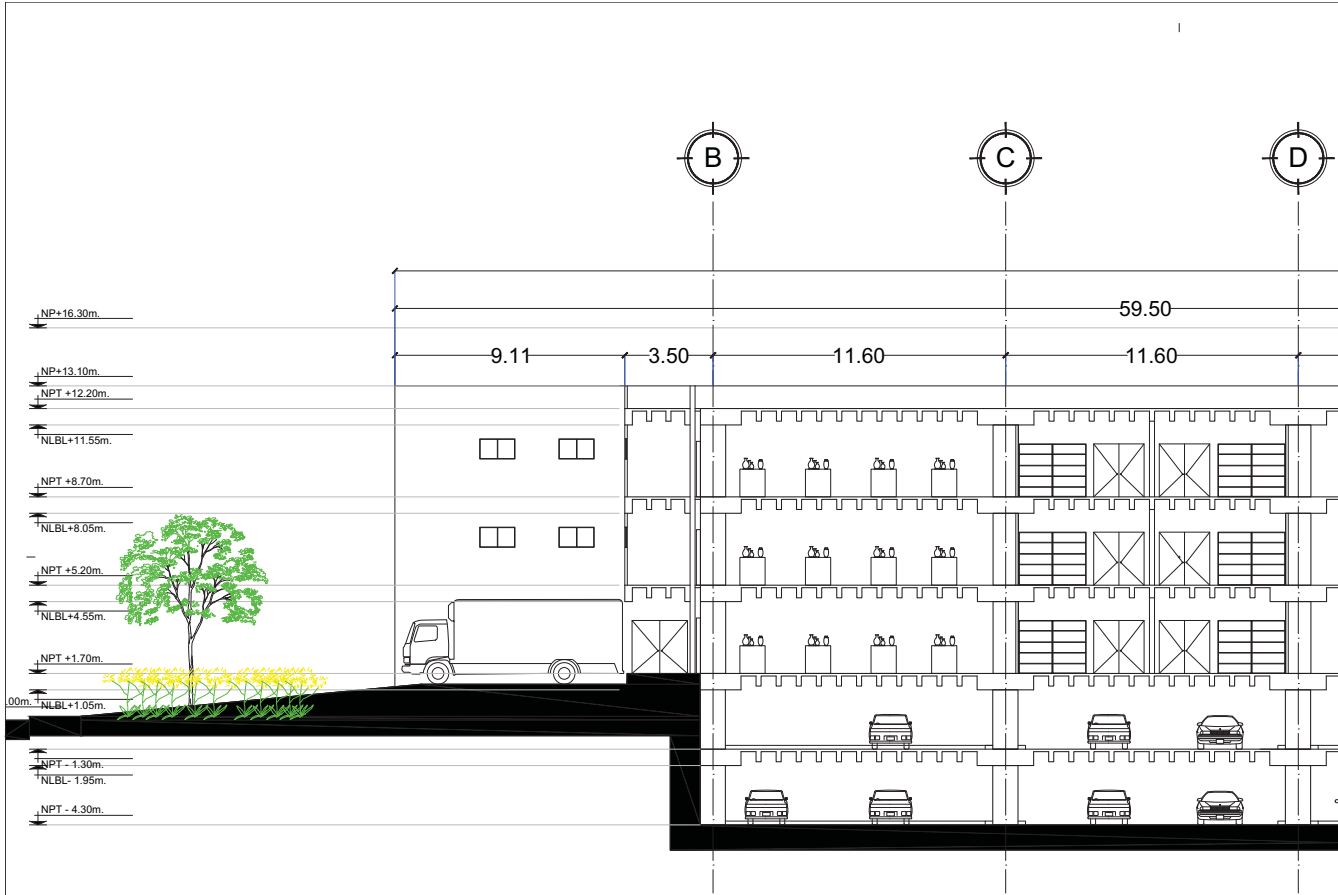 B
C
D
59.50
9.11
3.50
11.60
11.60
NP+16.30m.
NP+13.10m.
NPT +12.20m.
NLBL+11.55m.
NPT +8.70m.
NLBL+8.05m.
NPT +5.20m.
NLBL+4.55m.
NPT +1.70m.
.00m.
NLBL+1.05m.
NPT - 1.30m.
NLBL- 1.95m.
NPT - 4.30m.